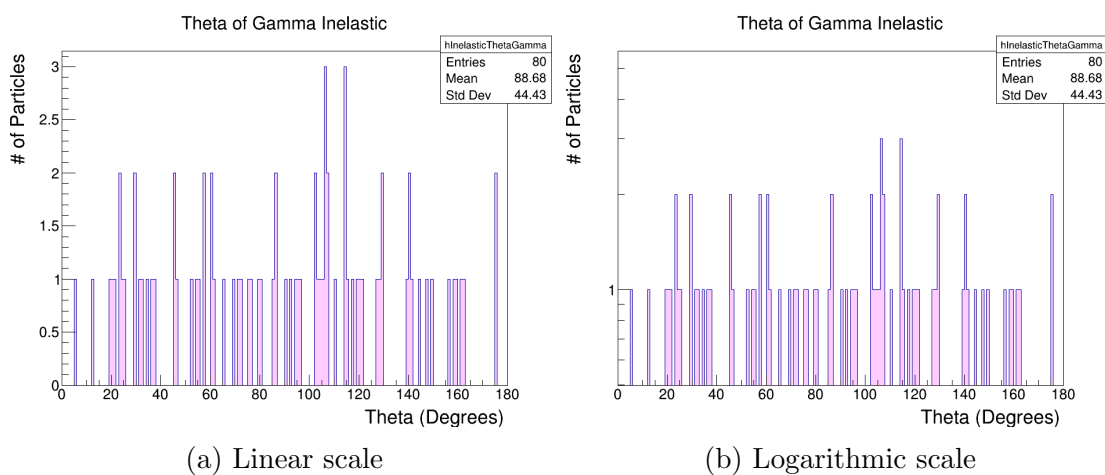 Theta of Gamma Inelastic
hInelasticThetaGamma
Entries 80
Mean 88.68
Std Dev 44.43
# of Particles
3
2.5
2
1.5
1
0.5
0
0 20 40 60 80 100 120 140 160 180
Theta (Degrees)
(a) Linear scale
Theta of Gamma Inelastic
hInelasticThetaGamma
Entries 80
Mean 88.68
Std Dev 44.43
# of Particles
1
0 20 40 60 80 100 120 140 160 180
Theta (Degrees)
(b) Logarithmic scale